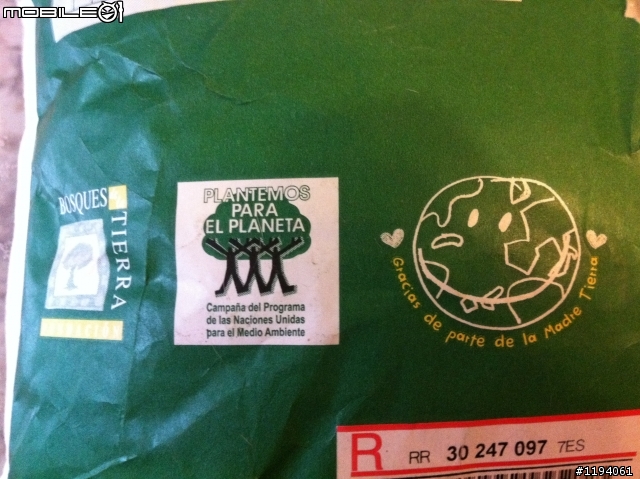 MOBILE01
BOSQUES
TIERRA
PLANTEMOS
PARA
EL PLANETA
Campaña del Programa
de las Naciones Unidas
para el Medio Ambiente
Gracias de parte de la Madre Tierra
R RR 30 247 097 7ES
#1194061